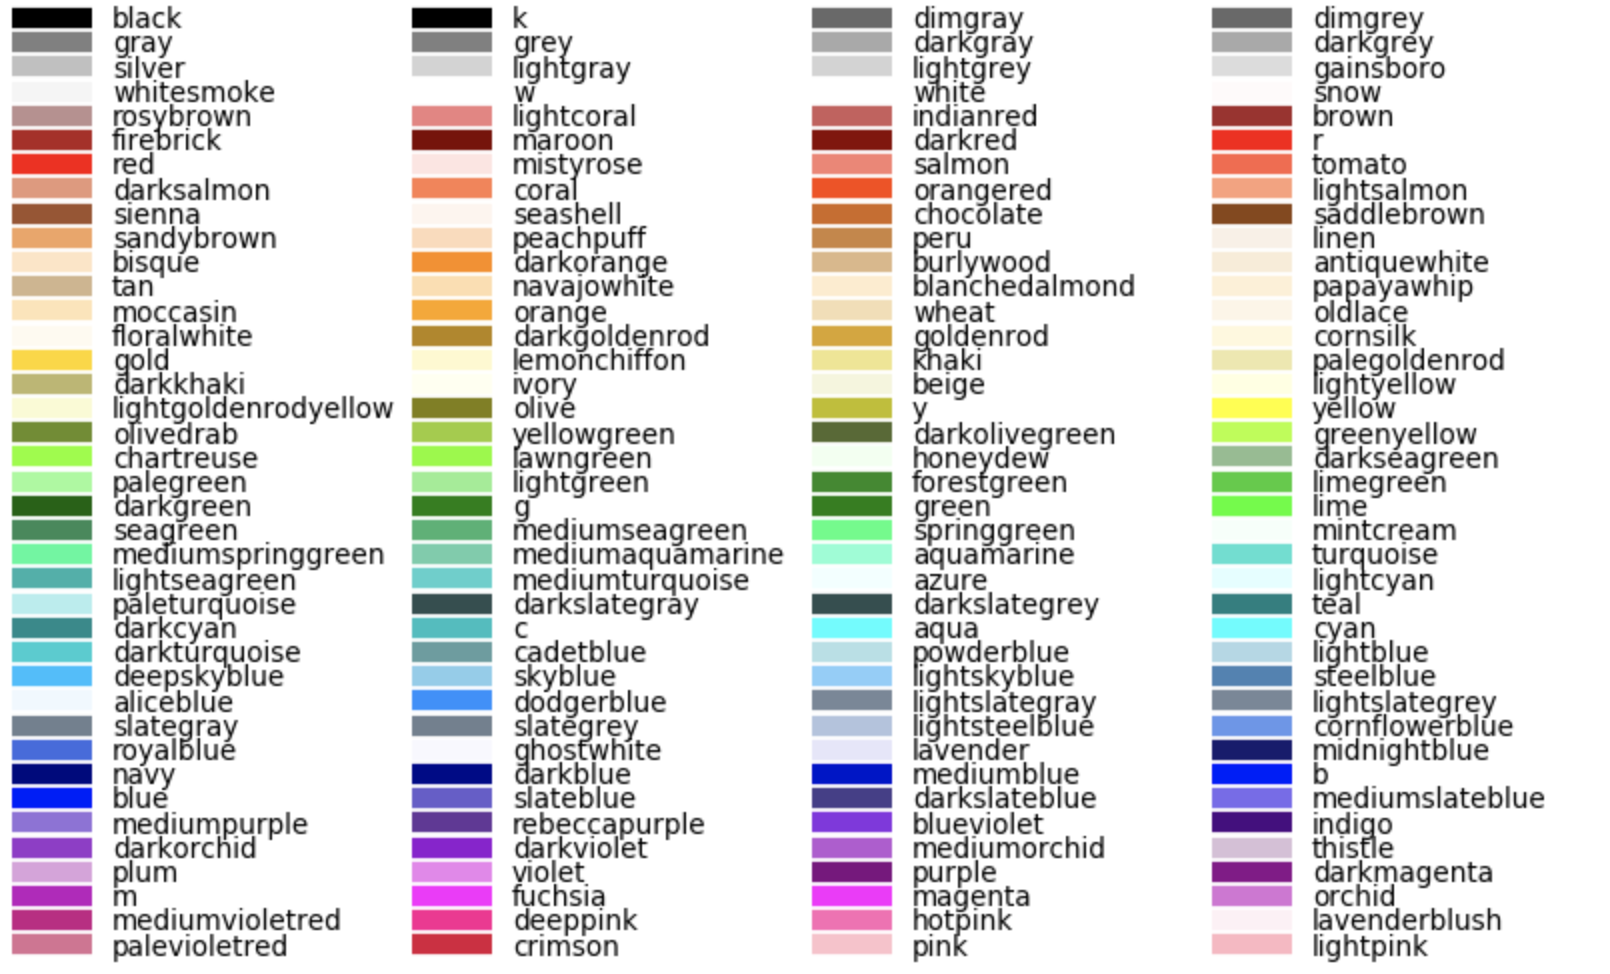 black k dimgray dimgrey
gray grey darkgray darkgrey
silver lightgray lightgrey gainsboro
whitesmoke w white snow
rosybrown lightcoral indianred brown
firebrick maroon darkred r
red mistyrose salmon tomato
darksalmon coral orangered lightsalmon
sienna seashell chocolate saddlebrown
sandybrown peachpuff peru linen
bisque darkorange burlywood antiquewhite
tan navajowhite blanchedalmond papayawhip
moccasin orange wheat oldlace
floralwhite darkgoldenrod goldenrod cornsilk
gold lemonchiffon khaki palegoldenrod
darkkhaki ivory beige lightyellow
lightgoldenrodyellow olive y yellow
olivedrab yellowgreen darkolivegreen greenyellow
chartreuse lawngreen honeydew darkseagreen
palegreen lightgreen forestgreen limegreen
darkgreen g green lime
seagreen mediumseagreen springgreen mintcream
mediumspringgreen mediumaquamarine aquamarine turquoise
lightseagreen mediumturquoise azure lightcyan
paleturquoise darkslategray darkslategrey teal
darkcyan c aqua cyan
darkturquoise cadetblue powderblue lightblue
deepskyblue skyblue lightskyblue steelblue
aliceblue dodgerblue lightslategray lightslategrey
slategray slategrey lightsteelblue cornflowerblue
royalblue ghostwhite lavender midnightblue
navy darkblue mediumblue b
blue slateblue darkslateblue mediumslateblue
mediumpurple rebeccapurple blueviolet indigo
darkorchid darkviolet mediumorchid thistle
plum violet purple darkmagenta
m fuchsia magenta orchid
mediumvioletred deeppink hotpink lavenderblush
palevioletred crimson pink lightpink